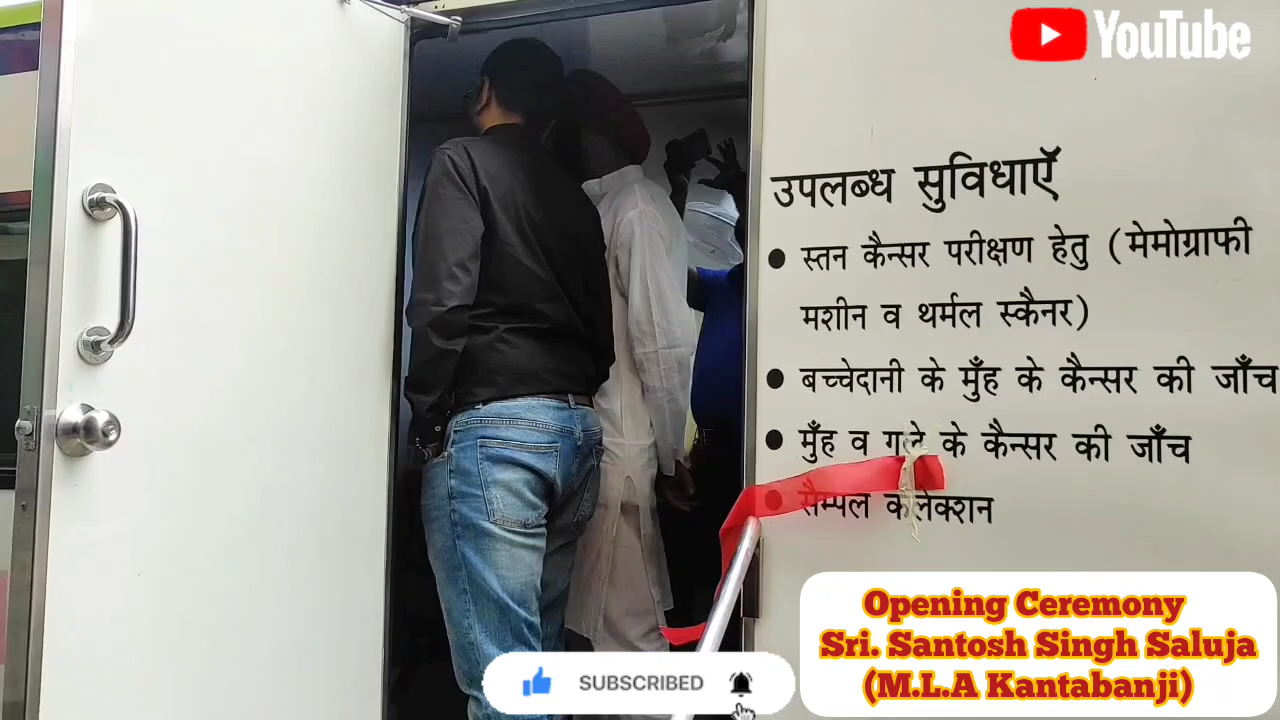 YouTube
उपलब्ध सुविधाएँ
• स्तन कैन्सर परीक्षण हेतु (मेमोग्राफी
मशीन व थर्मल स्कैनर)
• बच्चेदानी के मुँह के कैन्सर की जाँच
• मुँह व गले के कैन्सर की जाँच
• सैम्पल कलेक्शन
Opening Ceremony
Sri. Santosh Singh Saluja
(M.L.A Kantabanji)
SUBSCRIBED